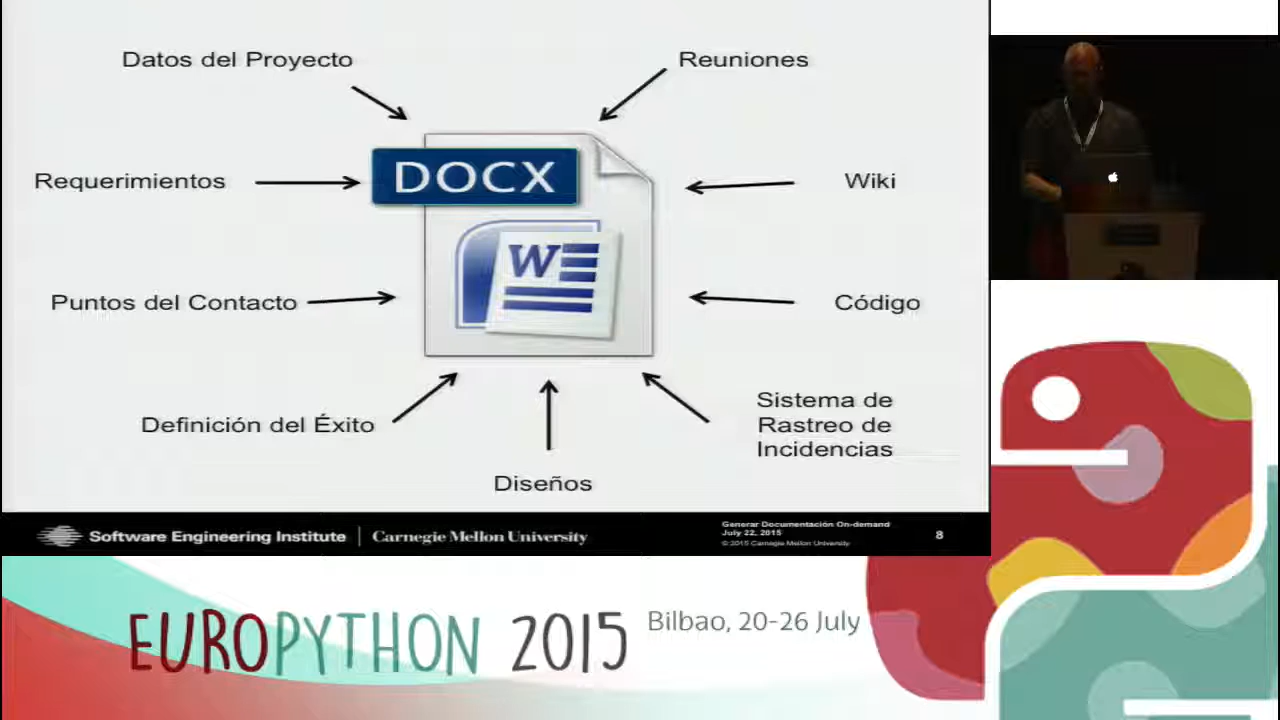 Datos del Proyecto
Reuniones
DOCX
Requerimientos
Wiki
W
Puntos del Contacto
Código
Definición del Éxito
Sistema de
Rastreo de
Incidencias
Diseños
Software Engineering Institute
Carnegie Mellon University
Generar Documentación On-demand
July 22, 2015
© 2015 Carnegie Mellon University
8
EUROPYTHON 2015
Bilbao, 20-26 July